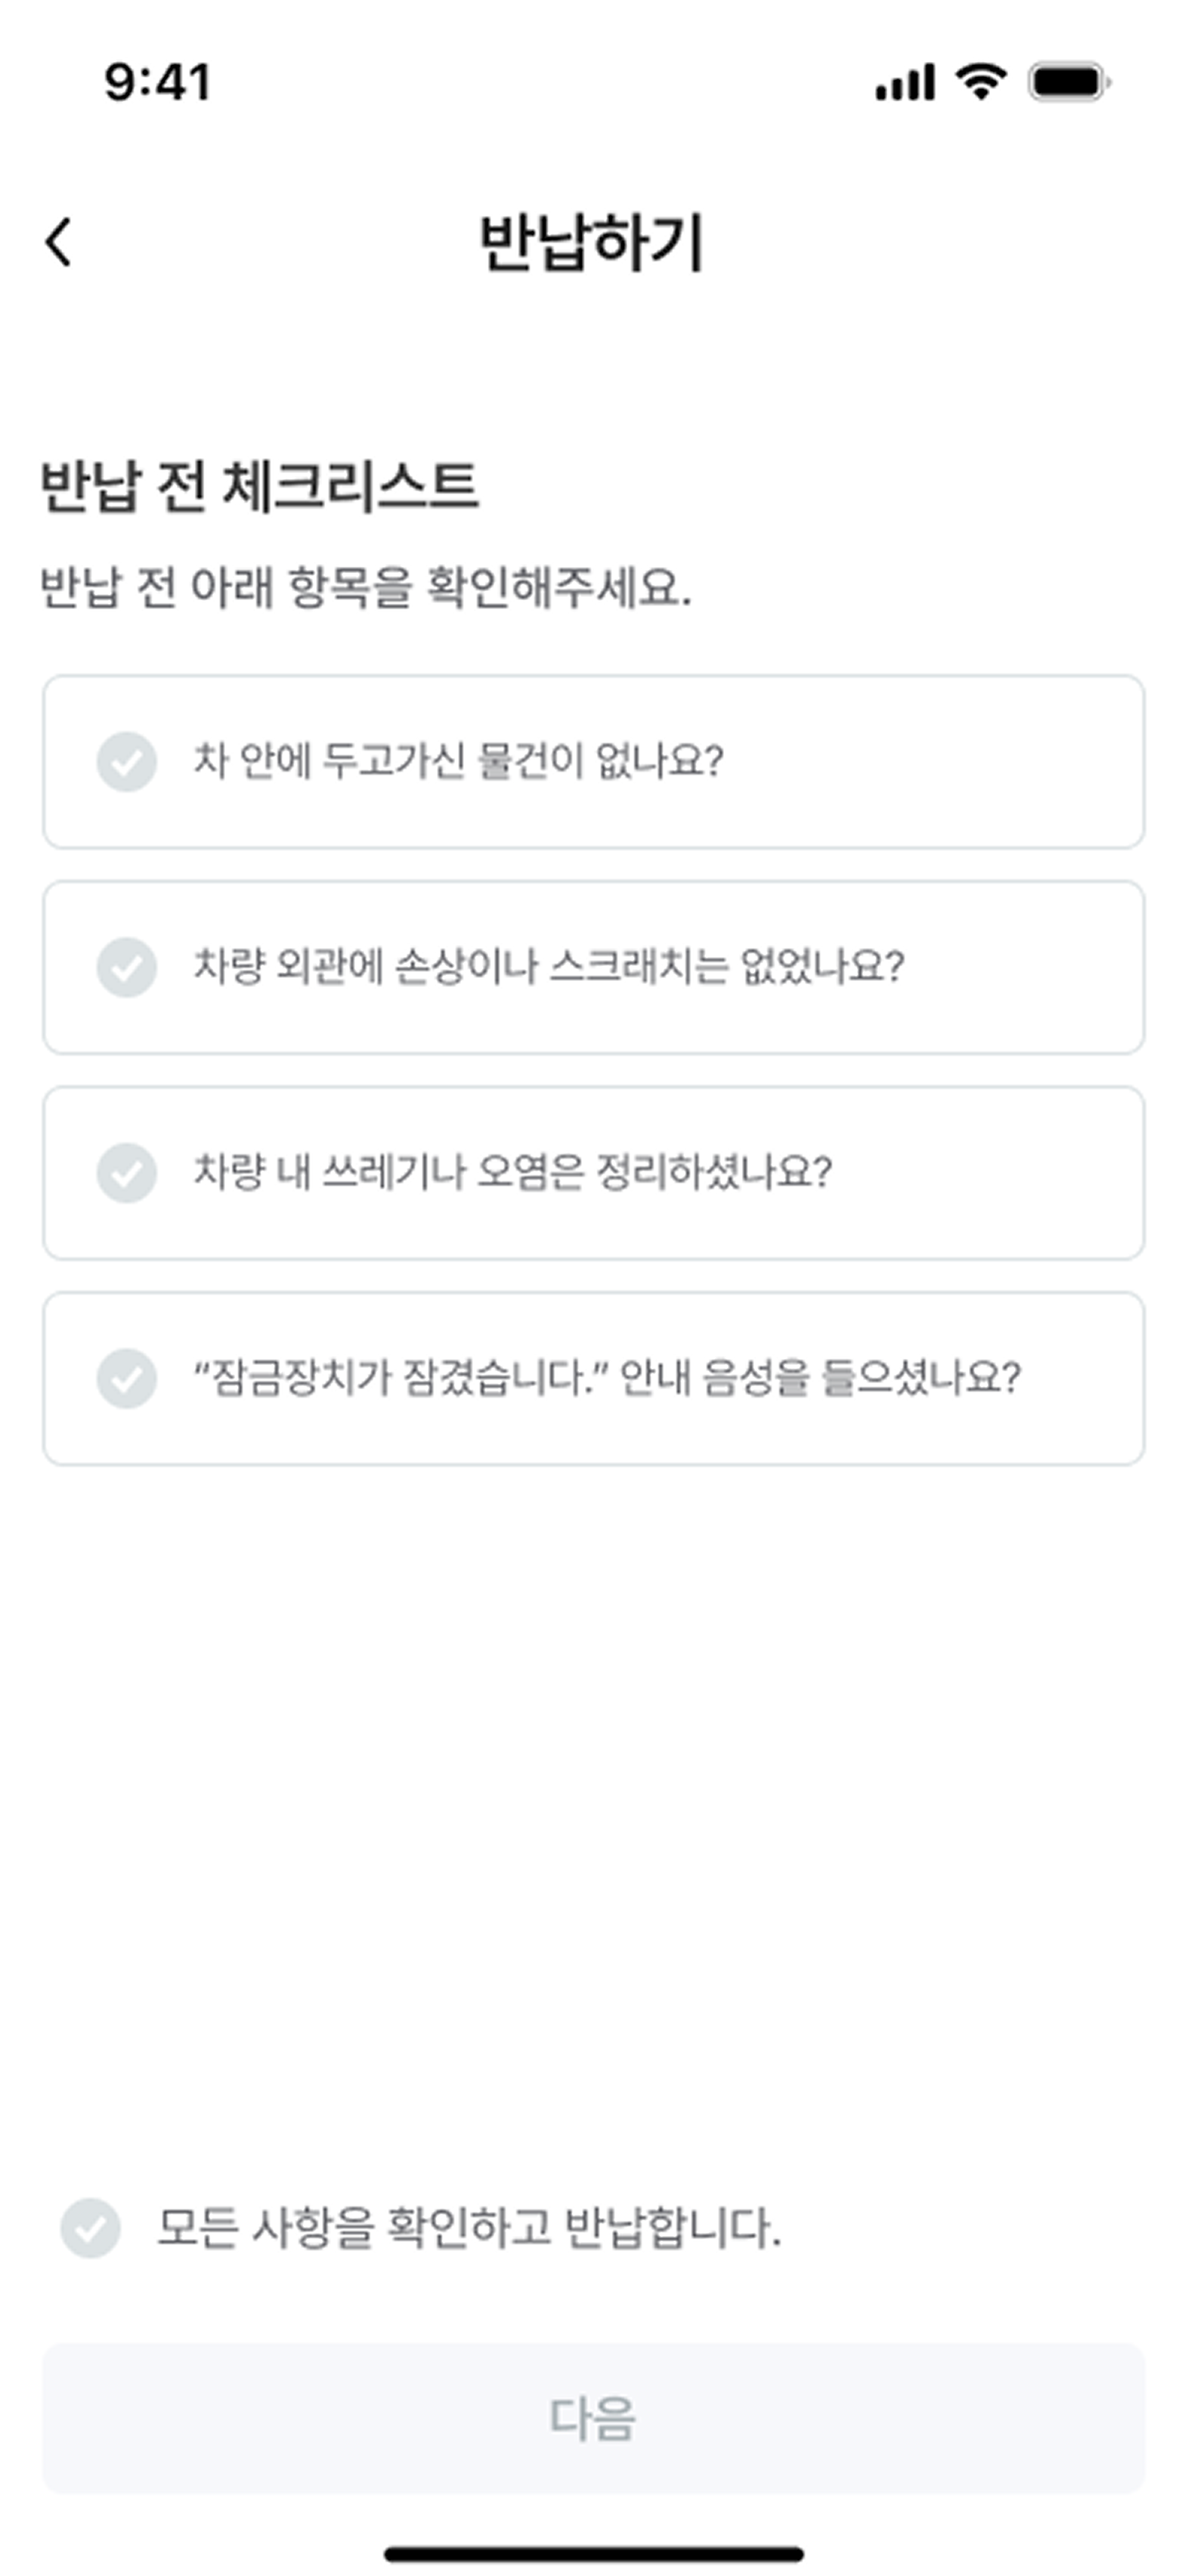 9:41
반납하기
반납 전 체크리스트
반납 전 아래 항목을 확인해주세요.
차 안에 두고가신 물건이 없나요?
차량 외관에 손상이나 스크래치는 없었나요?
차량 내 쓰레기나 오염은 정리하셨나요?
“잠금장치가 잠겼습니다.” 안내 음성을 들으셨나요?
모든 사항을 확인하고 반납합니다.
다음